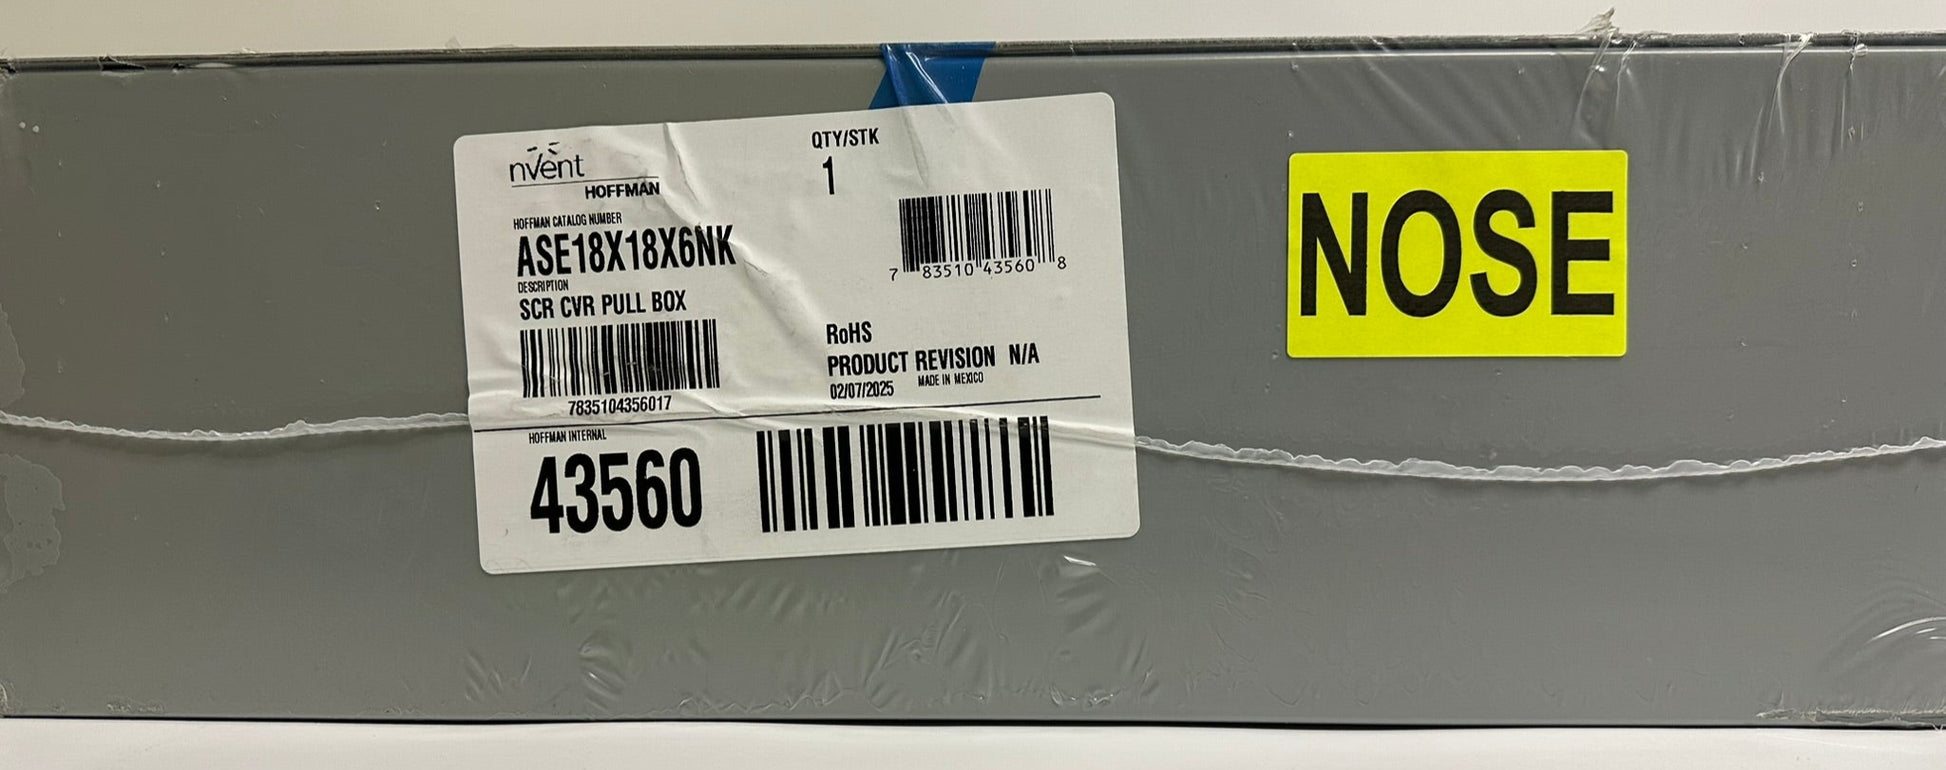 nVent
HOFFMAN
HOFFMAN CATALOG NUMBER
ASE18X18X6NK
DESCRIPTION
SCR CVR PULL BOX
7835104356017
QTY/STK
1
7 83510 43560 8
RoHS
PRODUCT REVISION N/A
02/07/2025 MADE IN MEXICO
HOFFMAN INTERNAL
43560
NOSE